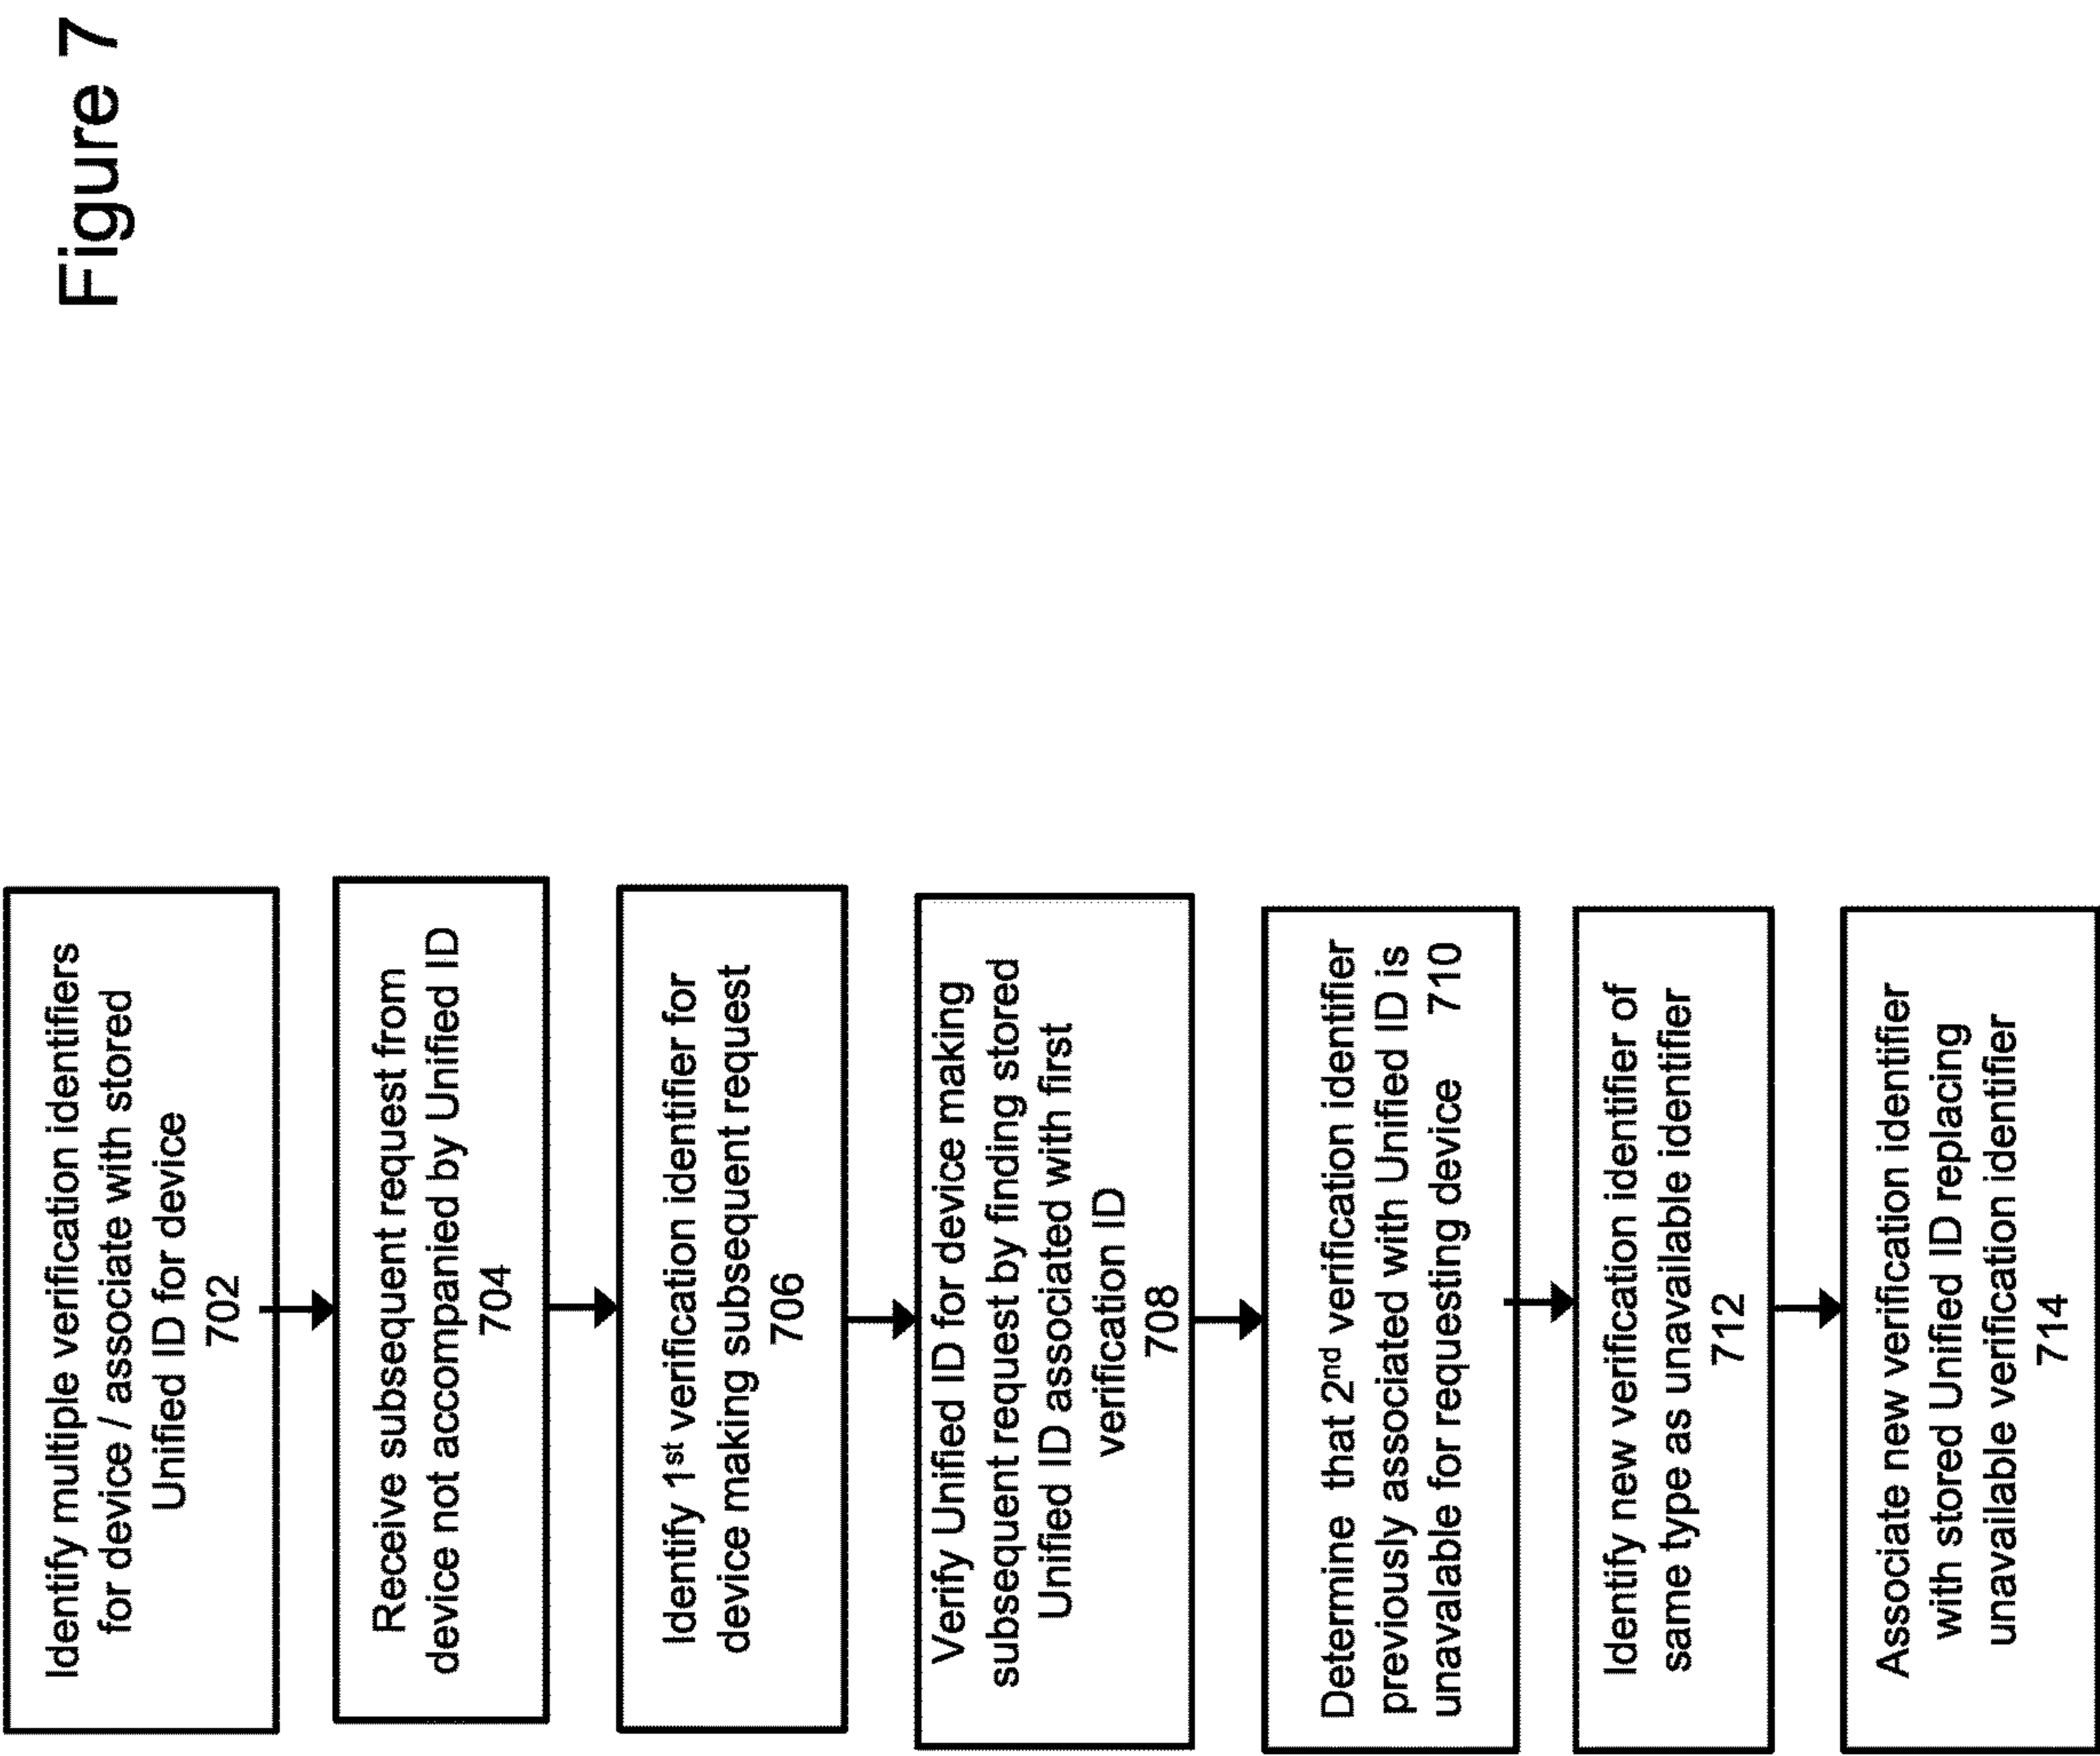 Figure 7
Identify multiple verification identifiers
for device / associate with stored
Unified ID for device
702
Receive subsequent request from
device not accompanied by Unified ID
704
Identify 1st verification identifier for
device making subsequent request
706
Verify Unified ID for device making
subsequent request by finding stored
Unified ID associated with first
verification ID
708
Determine that 2nd verification identifier
previously associated with Unified ID is
unavalable for requesting device 710
Identify new verification identifier of
same type as unavailable identifier
712
Associate new verification identifier
with stored Unified ID replacing
unavailable verification identifier
714